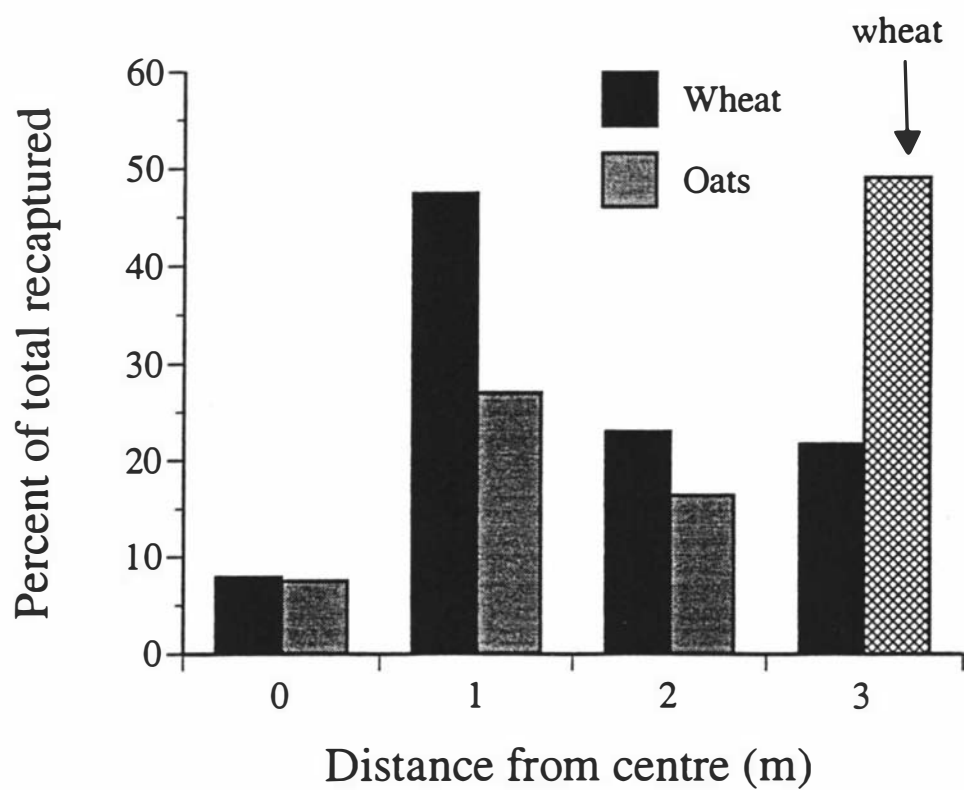 wheat
60
50
40
30
20
10
0
Percent of total recaptured
Wheat
Oats
0 1 2 3
Distance from centre (m)